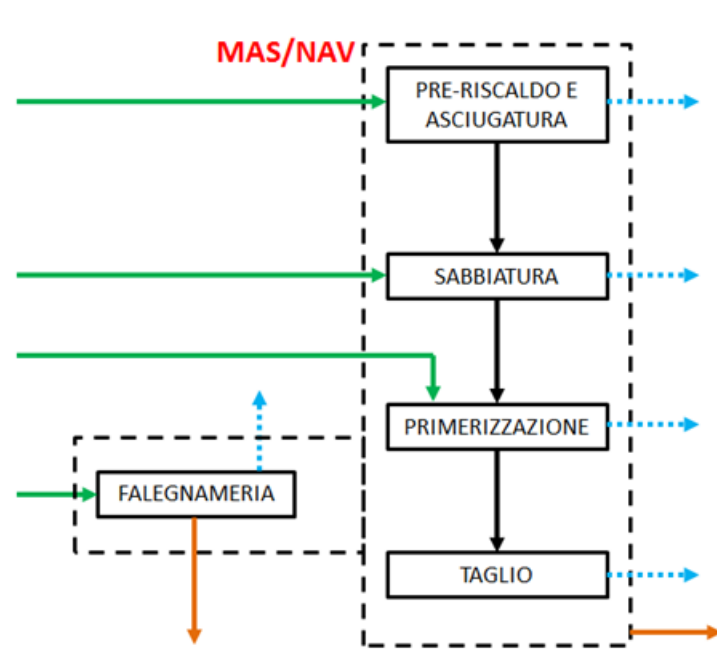 MAS/NAV
PRE-RISCALDO E
ASCIUGATURA
SABBIATURA
PRIMERIZZAZIONE
FALEGNAMERIA
TAGLIO